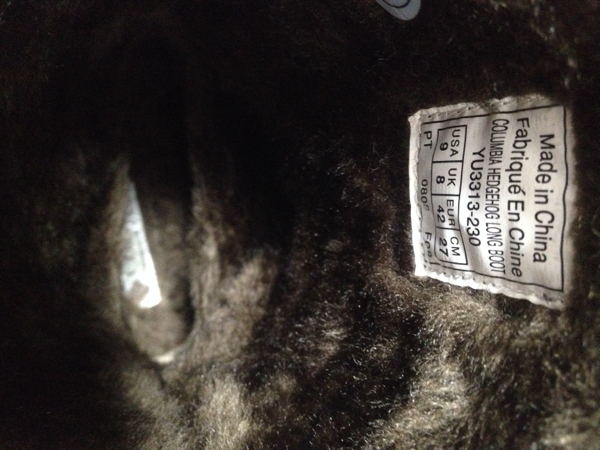 Made in China
Fabriqué En Chine
COLUMBIA HEDGEHOG LONG BOOT
YU3313-230
USA UK EUR CM
9 8 42 27
PT